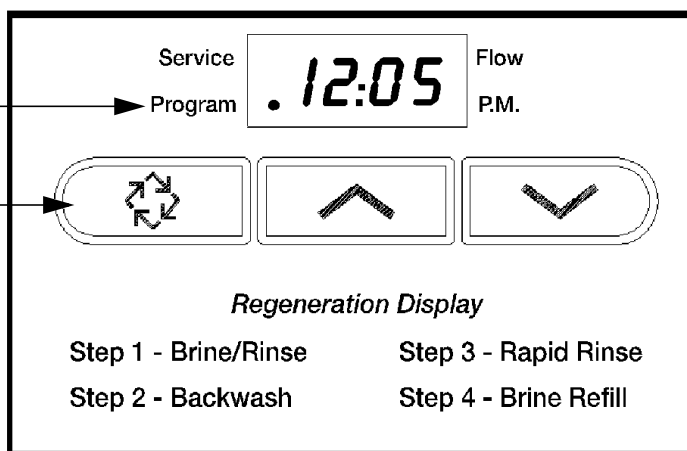 Service .12:05 Flow
Program P.M.
Regeneration Display
Step 1 - Brine/Rinse Step 3 - Rapid Rinse
Step 2 - Backwash Step 4 - Brine Refill